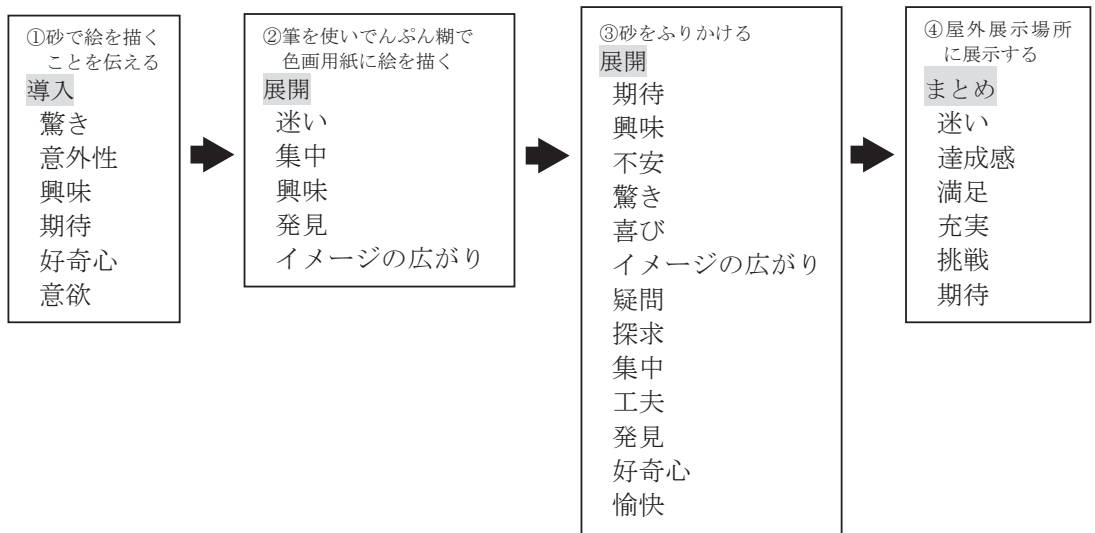 ①砂で絵を描く
ことを伝える
導入
驚き
意外性
興味
期待
好奇心
意欲
②筆を使いでんぷん糊で
色画用紙に絵を描く
展開
迷い
集中
興味
発見
イメージの広がり
③砂をふりかける
展開
期待
興味
不安
驚き
喜び
イメージの広がり
疑問
探求
集中
工夫
発見
好奇心
愉快
④屋外展示場所
に展示する
まとめ
迷い
達成感
満足
充実
挑戦
期待